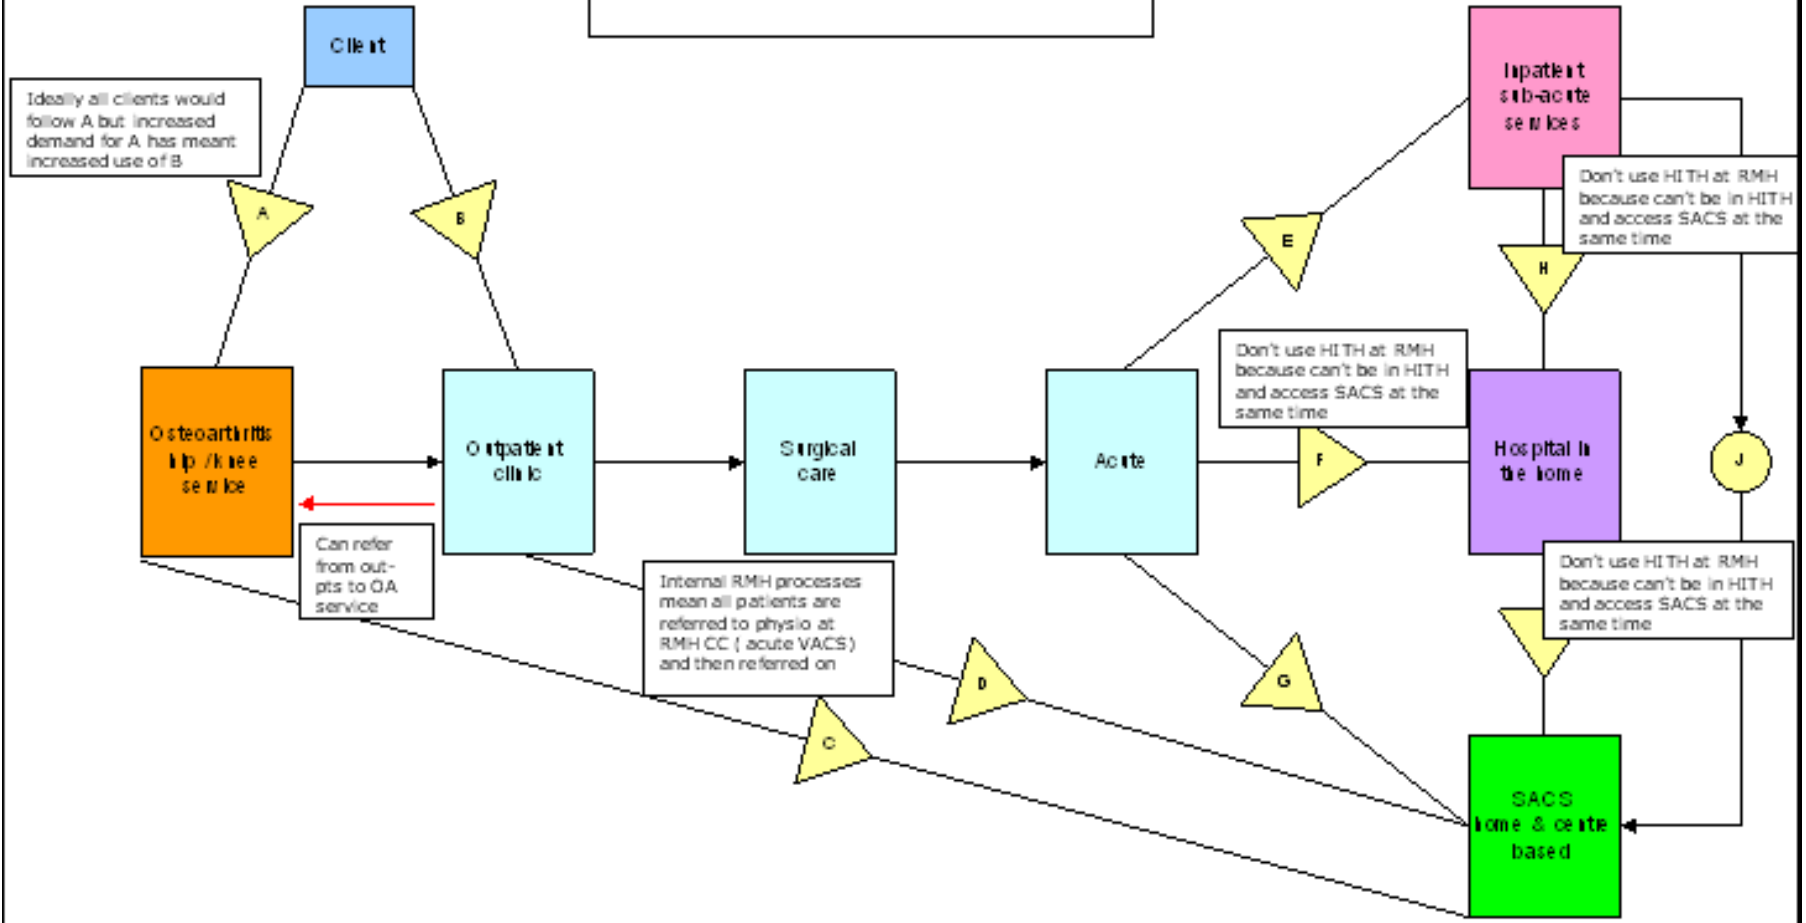 Client
Ideally all clients would
follow A but increased
demand for A has meant
increased use of B
A
B
Inpatient
sub-acute
services
Don't use HITH at RMH
because can't be in HITH
and access SACS at the
same time
E
H
Don't use HITH at RMH
because can't be in HITH
and access SACS at the
same time
Osteoarthritis
hip /knee
service
Outpatient
clinic
Surgical
care
Acute
F
Hospital in
the home
J
Can refer
from out-
pts to OA
service
Internal RMH processes
mean all patients are
referred to physio at
RMH CC ( acute VACS)
and then referred on
Don't use HITH at RMH
because can't be in HITH
and access SACS at the
same time
D
G
C
SACS
home & centre
based